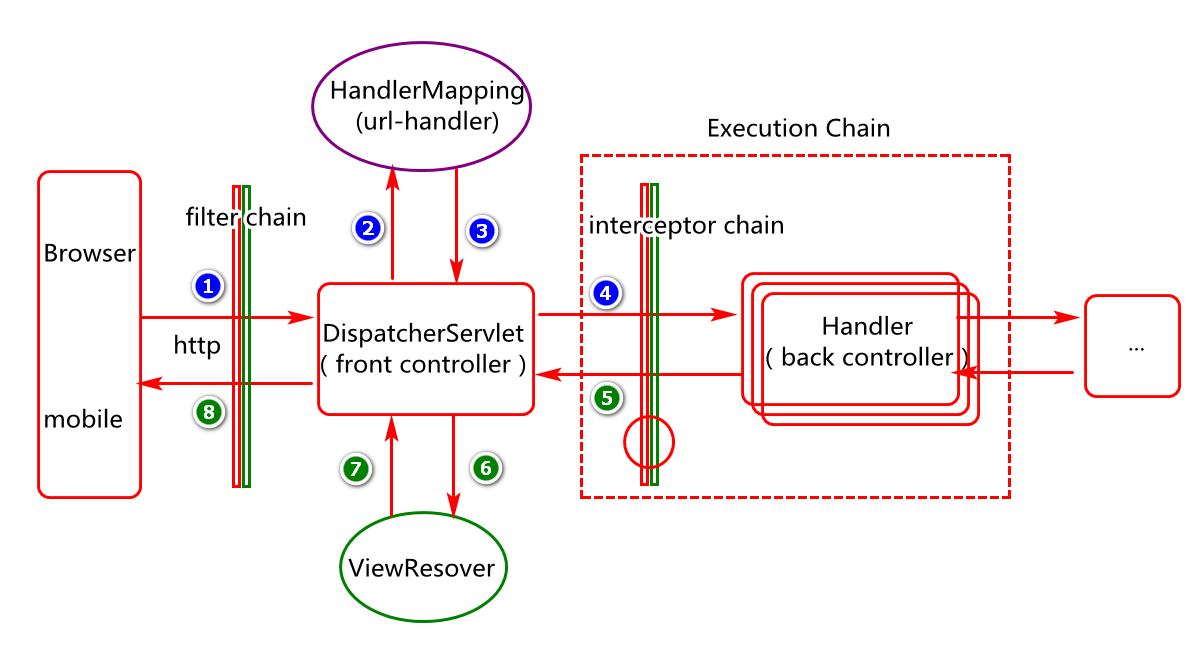 HandlerMapping
(url-handler)
Execution Chain
Browser
filter chain
2
3
interceptor chain
1
4
http
DispatcherServlet
( front controller )
Handler
( back controller )
...
mobile
8
5
7
6
ViewResover